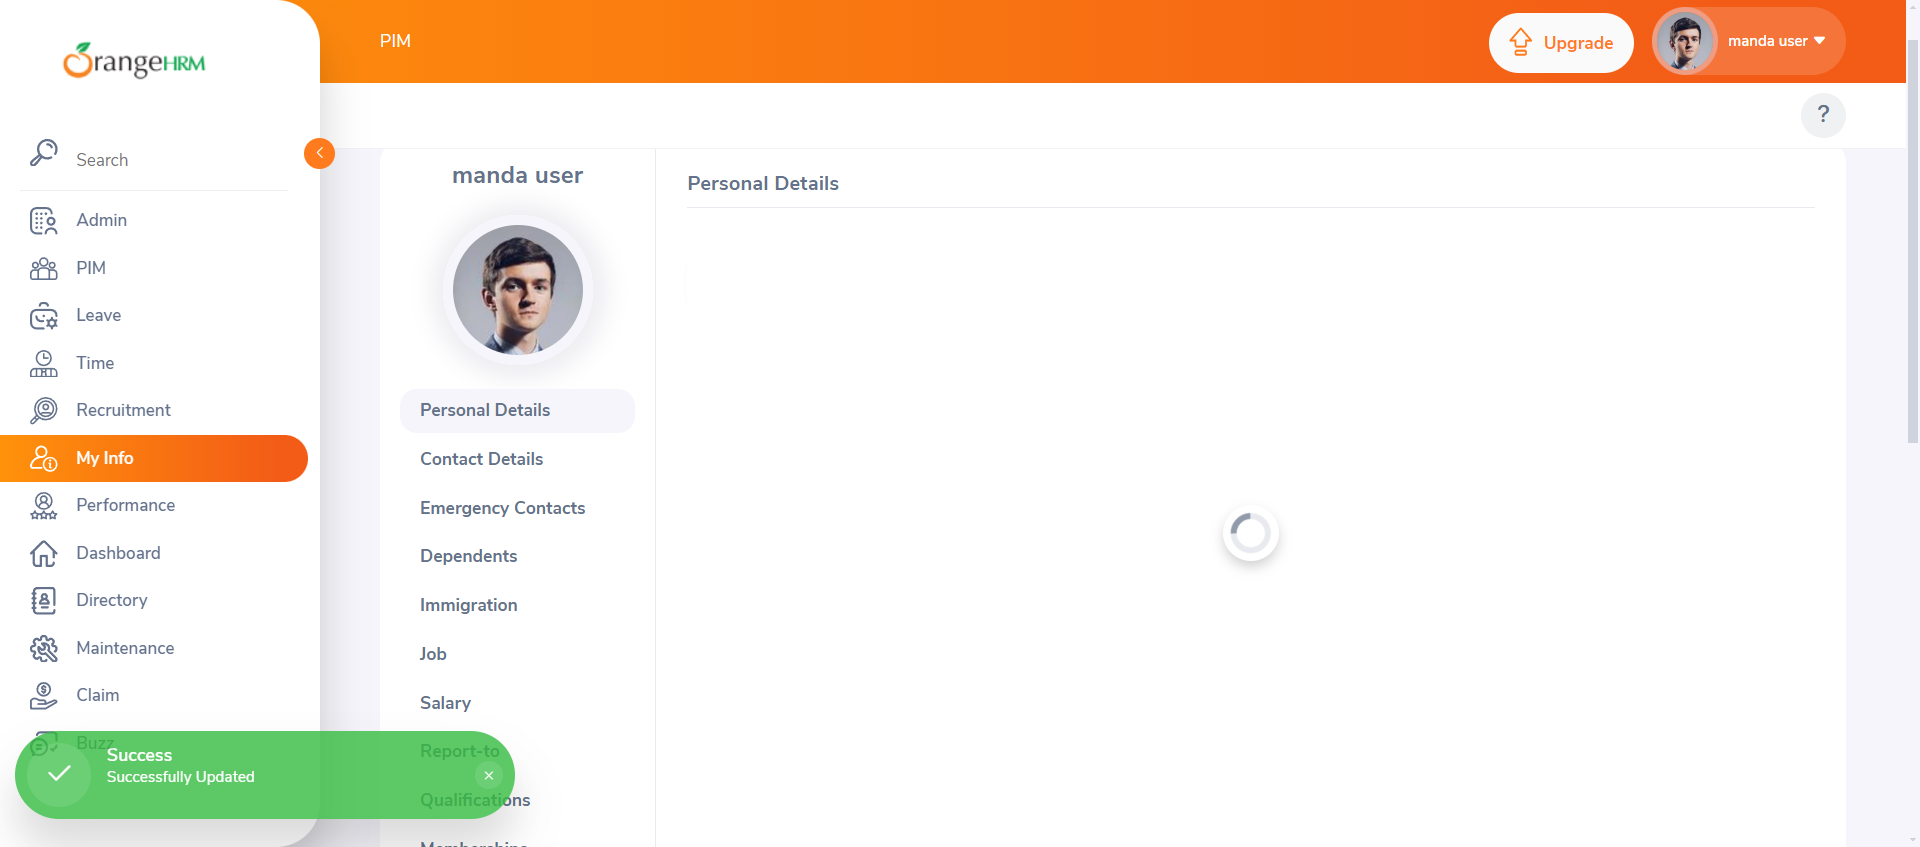 OrangeHRM
Search
Admin
PIM
Leave
Time
Recruitment
My Info
Performance
Dashboard
Directory
Maintenance
Claim
Buzz
Success
Successfully Updated
PIM
Upgrade
manda user
?
manda user
Personal Details
Contact Details
Emergency Contacts
Dependents
Immigration
Job
Salary
Report-to
Qualifications
Memberships
Personal Details